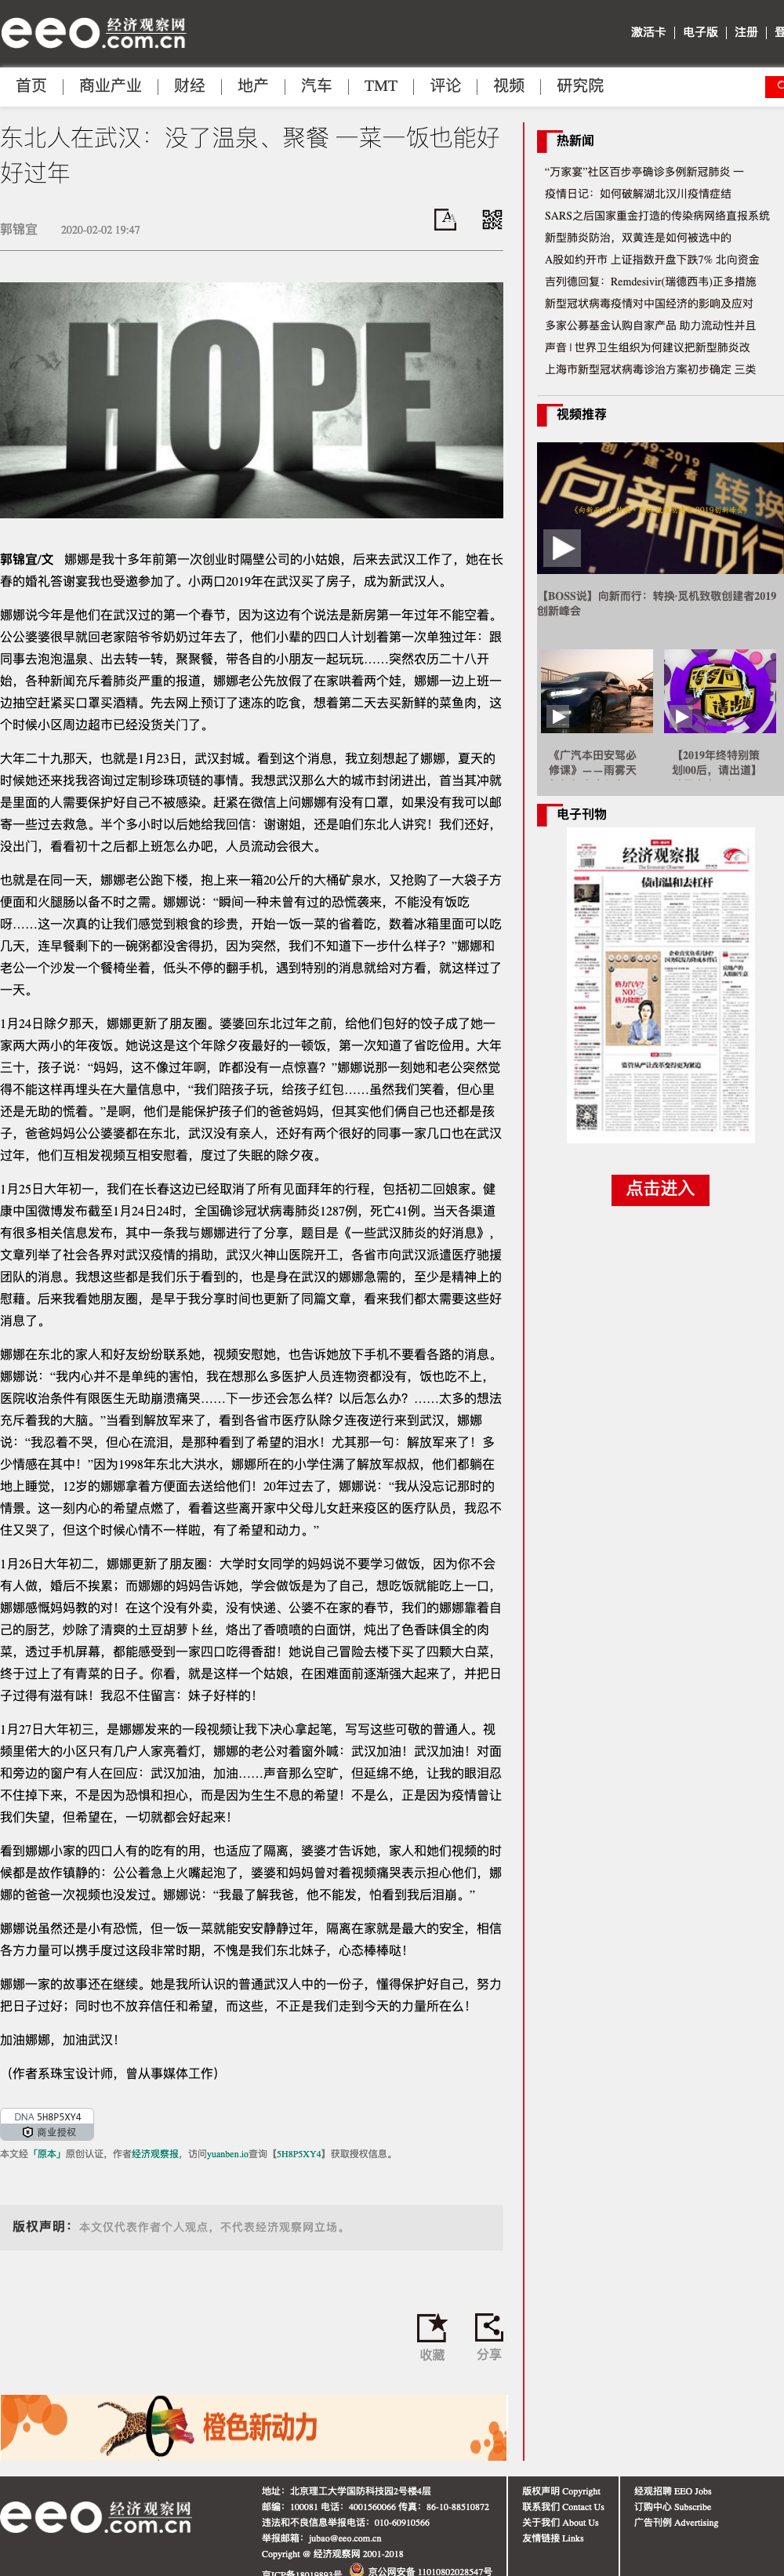 eeo 经济观察网
.com.cn
激活卡 | 电子版 | 注册 |
首页 | 商业产业 | 财经 | 地产 | 汽车 | TMT | 评论 | 视频 | 研究院
东北人在武汉：没了温泉、聚餐 一菜一饭也能好
好过年
郭锦宜 2020-02-02 19:47
HOPE
郭锦宜/文 娜娜是我十多年前第一次创业时隔壁公司的小姑娘，后来去武汉工作了，她在长
春的婚礼答谢宴我也受邀参加了。小两口2019年在武汉买了房子，成为新武汉人。
娜娜说今年是他们在武汉过的第一个春节，因为这边有个说法是新房第一年过年不能空着。
公公婆婆很早就回老家陪爷爷奶奶过年去了，他们小辈的四口人计划着第一次单独过年：跟
同事去泡泡温泉、出去转一转，聚聚餐，带各自的小朋友一起玩玩……突然农历二十八开
始，各种新闻充斥着肺炎严重的报道，娜娜老公先放假了在家哄着两个娃，娜娜一边上班一
边抽空赶紧买口罩买酒精。先去网上预订了速冻的吃食，想着第二天去买新鲜的菜鱼肉，这
个时候小区周边超市已经没货关门了。
大年二十九那天，也就是1月23日，武汉封城。看到这个消息，我立刻想起了娜娜，夏天的
时候她还来找我咨询过定制珍珠项链的事情。我想武汉那么大的城市封闭进出，首当其冲就
是里面的人需要保护好自己不被感染。赶紧在微信上问娜娜有没有口罩，如果没有我可以邮
寄一些过去救急。半个多小时以后她给我回信：谢谢姐，还是咱们东北人讲究！我们还好，
没出门，看看初十之后都上班怎么办吧，人员流动会很大。
也就是在同一天，娜娜老公跑下楼，抱上来一箱20公斤的大桶矿泉水，又抢购了一大袋子方
便面和火腿肠以备不时之需。娜娜说：“瞬间一种未曾有过的恐慌袭来，不能没有饭吃
呀……这一次真的让我们感觉到粮食的珍贵，开始一饭一菜的省着吃，数着冰箱里面可以吃
几天，连早餐剩下的一碗粥都没舍得扔，因为突然，我们不知道下一步什么样子？”娜娜和
老公一个沙发一个餐椅坐着，低头不停的翻手机，遇到特别的消息就给对方看，就这样过了
一天。
1月24日除夕那天，娜娜更新了朋友圈。婆婆回东北过年之前，给他们包好的饺子成了她一
家两大两小的年夜饭。她说这是这个年除夕夜最好的一顿饭，第一次知道了省吃俭用。大年
三十，孩子说：“妈妈，这不像过年啊，咋都没有一点惊喜？”娜娜说那一刻她和老公突然觉
得不能这样再埋头在大量信息中，“我们陪孩子玩，给孩子红包……虽然我们笑着，但心里
还是无助的慌着。”是啊，他们是能保护孩子们的爸爸妈妈，但其实他们俩自己也还都是孩
子，爸爸妈妈公公婆婆都在东北，武汉没有亲人，还好有两个很好的同事一家几口也在武汉
过年，他们互相发视频互相安慰着，度过了失眠的除夕夜。
1月25日大年初一，我们在长春这边已经取消了所有见面拜年的行程，包括初二回娘家。健
康中国微博发布截至1月24日24时，全国确诊冠状病毒肺炎1287例，死亡41例。当天各渠道
有很多相关信息发布，其中一条我与娜娜进行了分享，题目是《一些武汉肺炎的好消息》，
文章列举了社会各界对武汉疫情的捐助，武汉火神山医院开工，各省市向武汉派遣医疗驰援
团队的消息。我想这些都是我们乐于看到的，也是身在武汉的娜娜急需的，至少是精神上的
慰藉。后来我看她朋友圈，是早于我分享时间也更新了同篇文章，看来我们都太需要这些好
消息了。
娜娜在东北的家人和好友纷纷联系她，视频安慰她，也告诉她放下手机不要看各路的消息。
娜娜说：“我内心并不是单纯的害怕，我在想那么多医护人员连物资都没有，饭也吃不上，
医院收治条件有限医生无助崩溃痛哭……下一步还会怎么样？以后怎么办？……太多的想法
充斥着我的大脑。”当看到解放军来了，看到各省市医疗队除夕连夜逆行来到武汉，娜娜
说：“我忍着不哭，但心在流泪，是那种看到了希望的泪水！尤其那一句：解放军来了！多
少情感在其中！”因为1998年东北大洪水，娜娜所在的小学住满了解放军叔叔，他们都躺在
地上睡觉，12岁的娜娜拿着方便面去送给他们！20年过去了，娜娜说：“我从没忘记那时的
情景。这一刻内心的希望点燃了，看着这些离开家中父母儿女赶来疫区的医疗队员，我忍不
住又哭了，但这个时候心情不一样啦，有了希望和动力。”
1月26日大年初二，娜娜更新了朋友圈：大学时女同学的妈妈说不要学习做饭，因为你不会
有人做，婚后不挨累；而娜娜的妈妈告诉她，学会做饭是为了自己，想吃饭就能吃上一口，
娜娜感慨妈妈教的对！在这个没有外卖，没有快递、公婆不在家的春节，我们的娜娜靠着自
己的厨艺，炒除了清爽的土豆胡萝卜丝，烙出了香喷喷的白面饼，炖出了色香味俱全的肉
菜，透过手机屏幕，都能感受到一家四口吃得香甜！她说自己冒险去楼下买了四颗大白菜，
终于过上了有青菜的日子。你看，就是这样一个姑娘，在困难面前逐渐强大起来了，并把日
子过得有滋有味！我忍不住留言：妹子好样的！
1月27日大年初三，是娜娜发来的一段视频让我下决心拿起笔，写写这些可敬的普通人。视
频里偌大的小区只有几户人家亮着灯，娜娜的老公对着窗外喊：武汉加油！武汉加油！对面
和旁边的窗户有人在回应：武汉加油，加油……声音那么空旷，但延绵不绝，让我的眼泪忍
不住掉下来，不是因为恐惧和担心，而是因为生生不息的希望！不是么，正是因为疫情曾让
我们失望，但希望在，一切就都会好起来！
看到娜娜小家的四口人有的吃有的用，也适应了隔离，婆婆才告诉她，家人和她们视频的时
候都是故作镇静的：公公着急上火嘴起泡了，婆婆和妈妈曾对着视频痛哭表示担心他们，娜
娜的爸爸一次视频也没发过。娜娜说：“我最了解我爸，他不能发，怕看到我后泪崩。”
娜娜说虽然还是小有恐慌，但一饭一菜就能安安静静过年，隔离在家就是最大的安全，相信
各方力量可以携手度过这段非常时期，不愧是我们东北妹子，心态棒棒哒！
娜娜一家的故事还在继续。她是我所认识的普通武汉人中的一份子，懂得保护好自己，努力
把日子过好；同时也不放弃信任和希望，而这些，不正是我们走到今天的力量所在么！
加油娜娜，加油武汉！
（作者系珠宝设计师，曾从事媒体工作）
DNA 5H8P5XY4
商业授权
本文经「原本」原创认证，作者经济观察报，访问yuanben.io查询【5H8P5XY4】获取授权信息。
版权声明：本文仅代表作者个人观点，不代表经济观察网立场。
收藏 分享
橙色新动力
热新闻
“万家宴”社区百步亭确诊多例新冠肺炎 一
疫情日记：如何破解湖北汉川疫情症结
SARS之后国家重金打造的传染病网络直报系统
新型肺炎防治，双黄连是如何被选中的
A股如约开市 上证指数开盘下跌7% 北向资金
吉列德回复：Remdesivir(瑞德西韦)正多措施
新型冠状病毒疫情对中国经济的影响及应对
多家公募基金认购自家产品 助力流动性并且
声音 | 世界卫生组织为何建议把新型肺炎改
上海市新型冠状病毒诊治方案初步确定 三类
视频推荐
【BOSS说】向新而行：转换·觅机致敬创建者2019
创新峰会
《广汽本田安驾必
修课》——雨雾天
【2019年终特别策
划00后，请出道】
电子刊物
经济观察报
The Economic Observer
债市温和去杠杆
格力汽车？
NO!
格力储能！
监管从严让改革变得更为紧迫
点击进入
eeo 经济观察网
.com.cn
地址：北京理工大学国防科技园2号楼4层
邮编：100081 电话：4001560066 传真：86-10-88510872
违法和不良信息举报电话：010-60910566
举报邮箱：jubao@eeo.com.cn
Copyright @ 经济观察网 2001-2018
京ICP备18019893号 京公网安备 11010802028547号
版权声明 Copyright
联系我们 Contact Us
关于我们 About Us
友情链接 Links
经观招聘 EEO Jobs
订购中心 Subscribe
广告刊例 Advertising